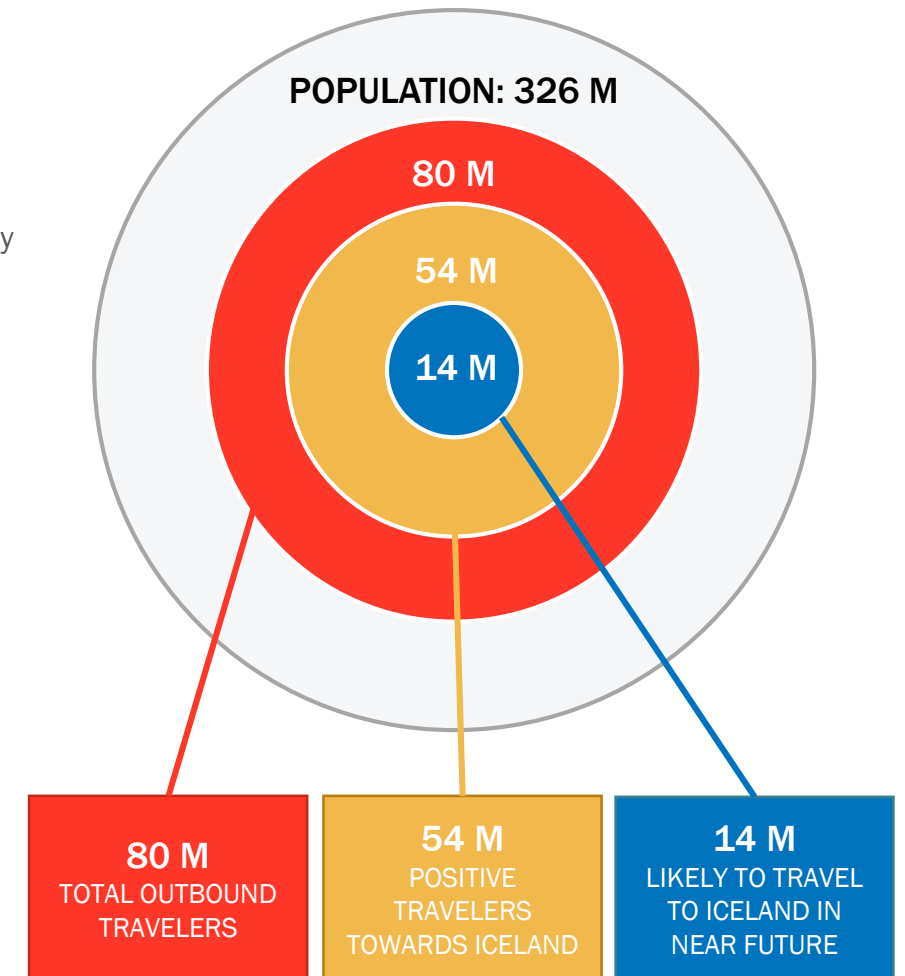 POPULATION: 326 M
80 M
y
54 M
14 M
80 M
TOTAL OUTBOUND
TRAVELERS
54 M
POSITIVE
TRAVELERS
TOWARDS ICELAND
14 M
LIKELY TO TRAVEL
TO ICELAND IN
NEAR FUTURE